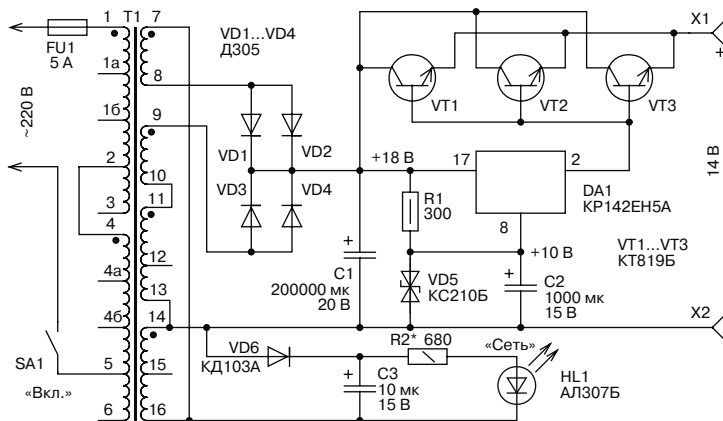 1
T1
7
VD1...VD4
Д305
X1
+
FU1
5 А
1а
8
VT1
VT2
VT3
1б
9
~220 В
VD1
VD2
2
10
+18 В
17
2
14 В
3
11
VD3
VD4
R1
300
DA1
КР142ЕН5А
8
4
12
+
C1
200000 мк
20 В
+10 В
VT1...VT3
КТ819Б
4а
13
VD5
КС210Б
+
C2
1000 мк
15 В
4б
14
X2
SA1
«Вкл.»
VD6
КД103А
R2* 680
«Сеть»
5
15
+
C3
10 мк
15 В
HL1
АЛ307Б
6
16